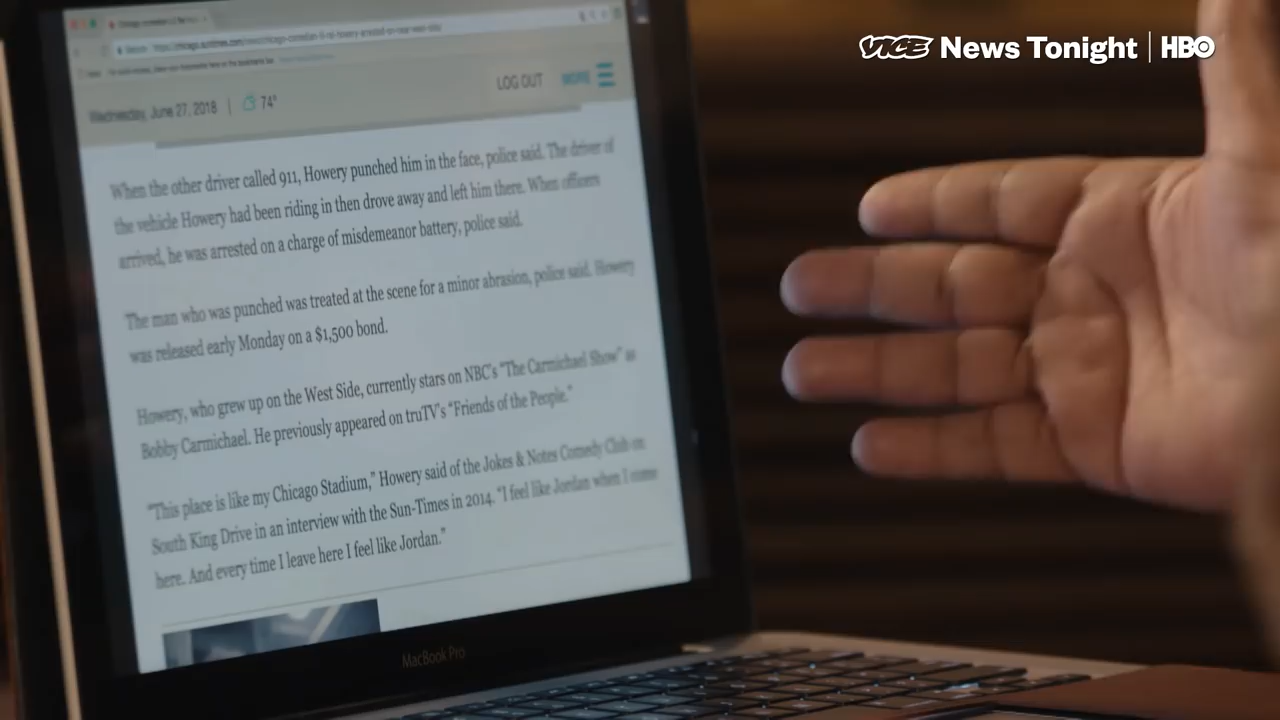 VICE News Tonight | HBO
LOG OUT MORE
Wednesday, June 27, 2018 | 74°
When the other driver called 911, Howery punched him in the face, police said. The driver of
the vehicle Howery had been riding in then drove away and left him there. When officers
arrived, he was arrested on a charge of misdemeanor battery, police said.
The man who was punched was treated at the scene for a minor abrasion, police said. Howery
was released early Monday on a $1,500 bond.
Howery, who grew up on the West Side, currently stars on NBC's "The Carmichael Show" as
Bobby Carmichael. He previously appeared on truTV's "Friends of the People."
"This place is like my Chicago Stadium," Howery said of the Jokes & Notes Comedy Club on
South King Drive in an interview with the Sun-Times in 2014. "I feel like Jordan when I come
here. And every time I leave here I feel like Jordan."
MacBook Pro